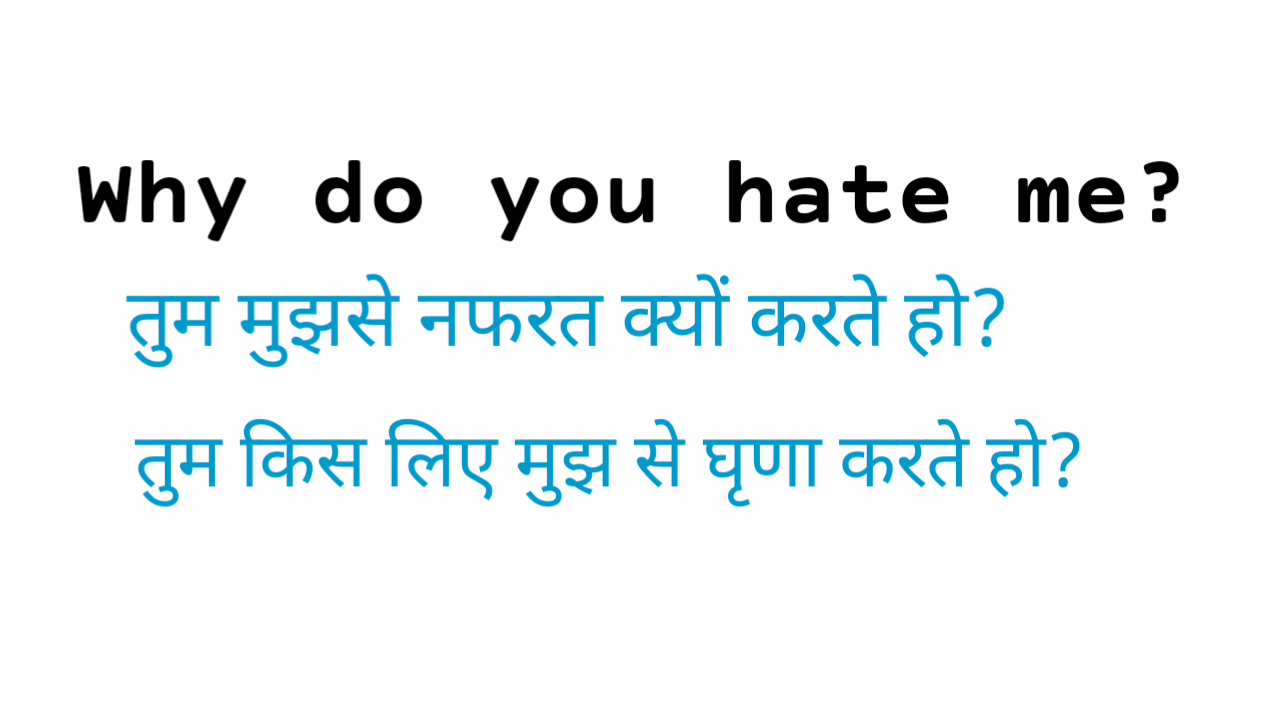 Why do you hate me?
तुम मुझसे नफरत क्यों करते हो?
तुम किस लिए मुझ से घृणा करते हो?